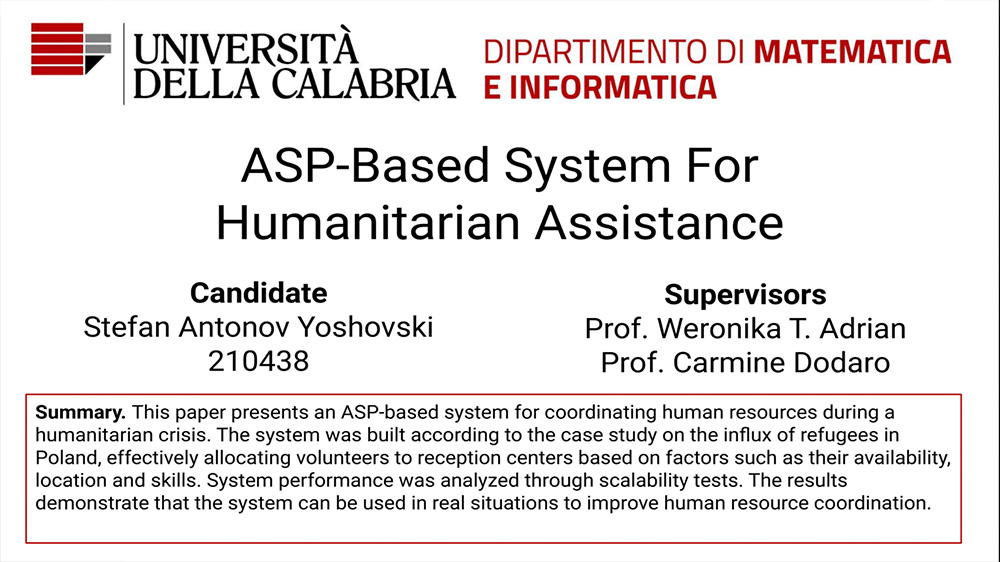 UNIVERSITÀ
DELLA CALABRIA
DIPARTIMENTO DI MATEMATICA
E INFORMATICA
ASP-Based System For
Humanitarian Assistance
Candidate
Stefan Antonov Yoshovski
210438
Supervisors
Prof. Weronika T. Adrian
Prof. Carmine Dodaro
Summary. This paper presents an ASP-based system for coordinating human resources during a
humanitarian crisis. The system was built according to the case study on the influx of refugees in
Poland, effectively allocating volunteers to reception centers based on factors such as their availability,
location and skills. System performance was analyzed through scalability tests. The results
demonstrate that the system can be used in real situations to improve human resource coordination.